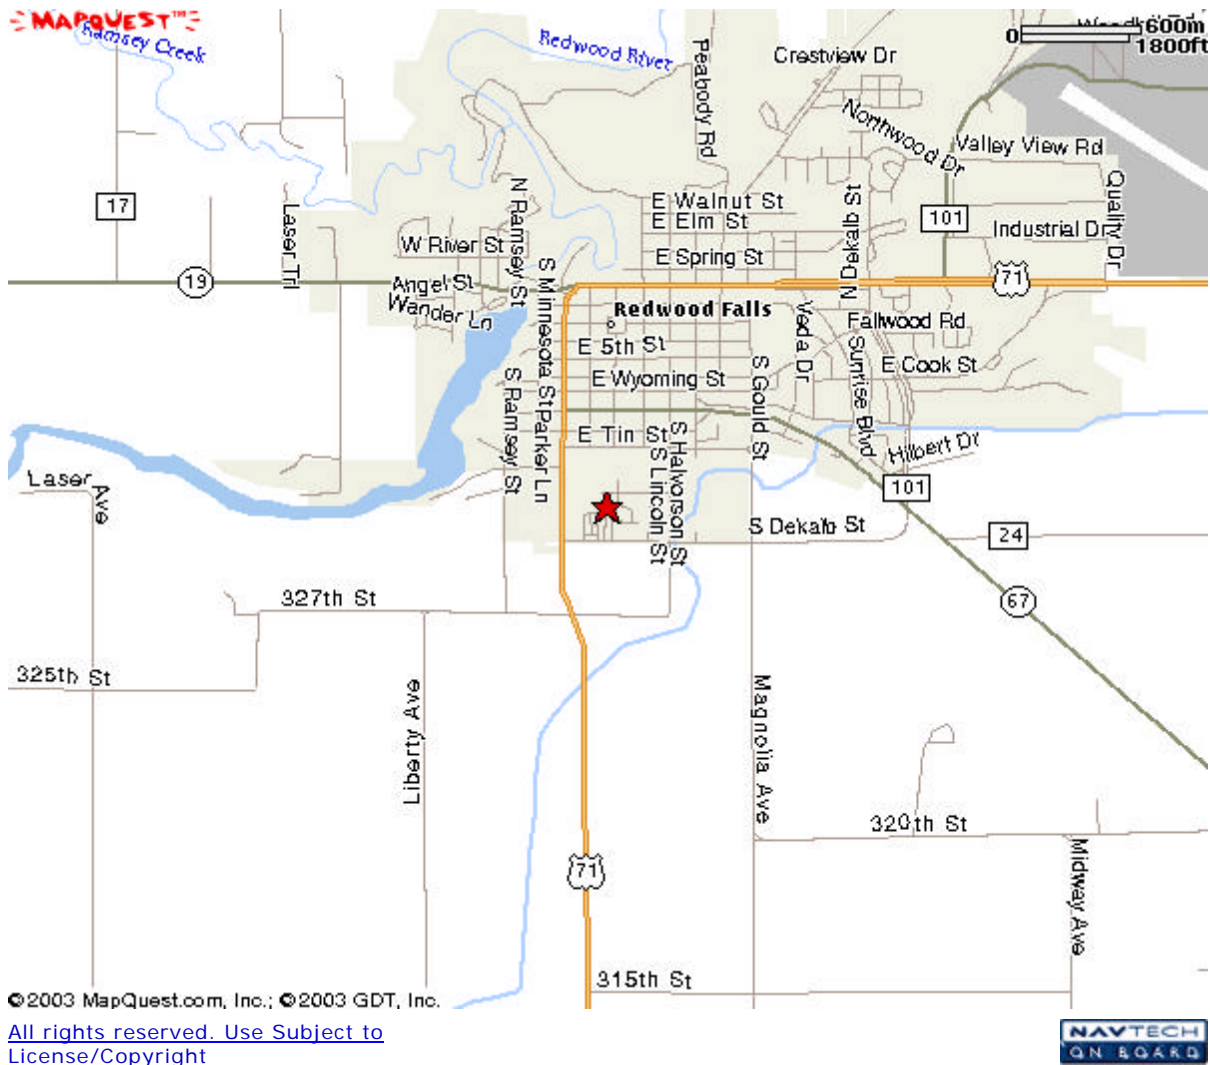 MAPQUEST™
Ramsey Creek
Redwood River
0
600m
1800ft
Peabody Rd
Crestview Dr
Northwood Dr
Valley View Rd
17
Laser Trl
N Ramsey St
E Walnut St
E Elm St
N Dekalb St
101
Quality Dr
Industrial Dr
W River St
E Spring St
19
Angel St
S Minnesota St
71
Wander Ln
Redwood Falls
Veda Dr
Fallwood Rd
E 5th St
Sunrise Blvd
E Cook St
S Ramsey St
E Wyoming St
S Gould St
Parker Ln
E Tin St
S Halvorson St
S Lincoln St
Hilbert Dr
Laser Ave
101
S Dekalb St
24
327th St
67
325th St
Liberty Ave
Magnolia Ave
320th St
71
Midway Ave
315th St
©2003 MapQuest.com, Inc.; ©2003 GDT, Inc.
All rights reserved. Use Subject to
License/Copyright
NAVTECH
ON BOARD